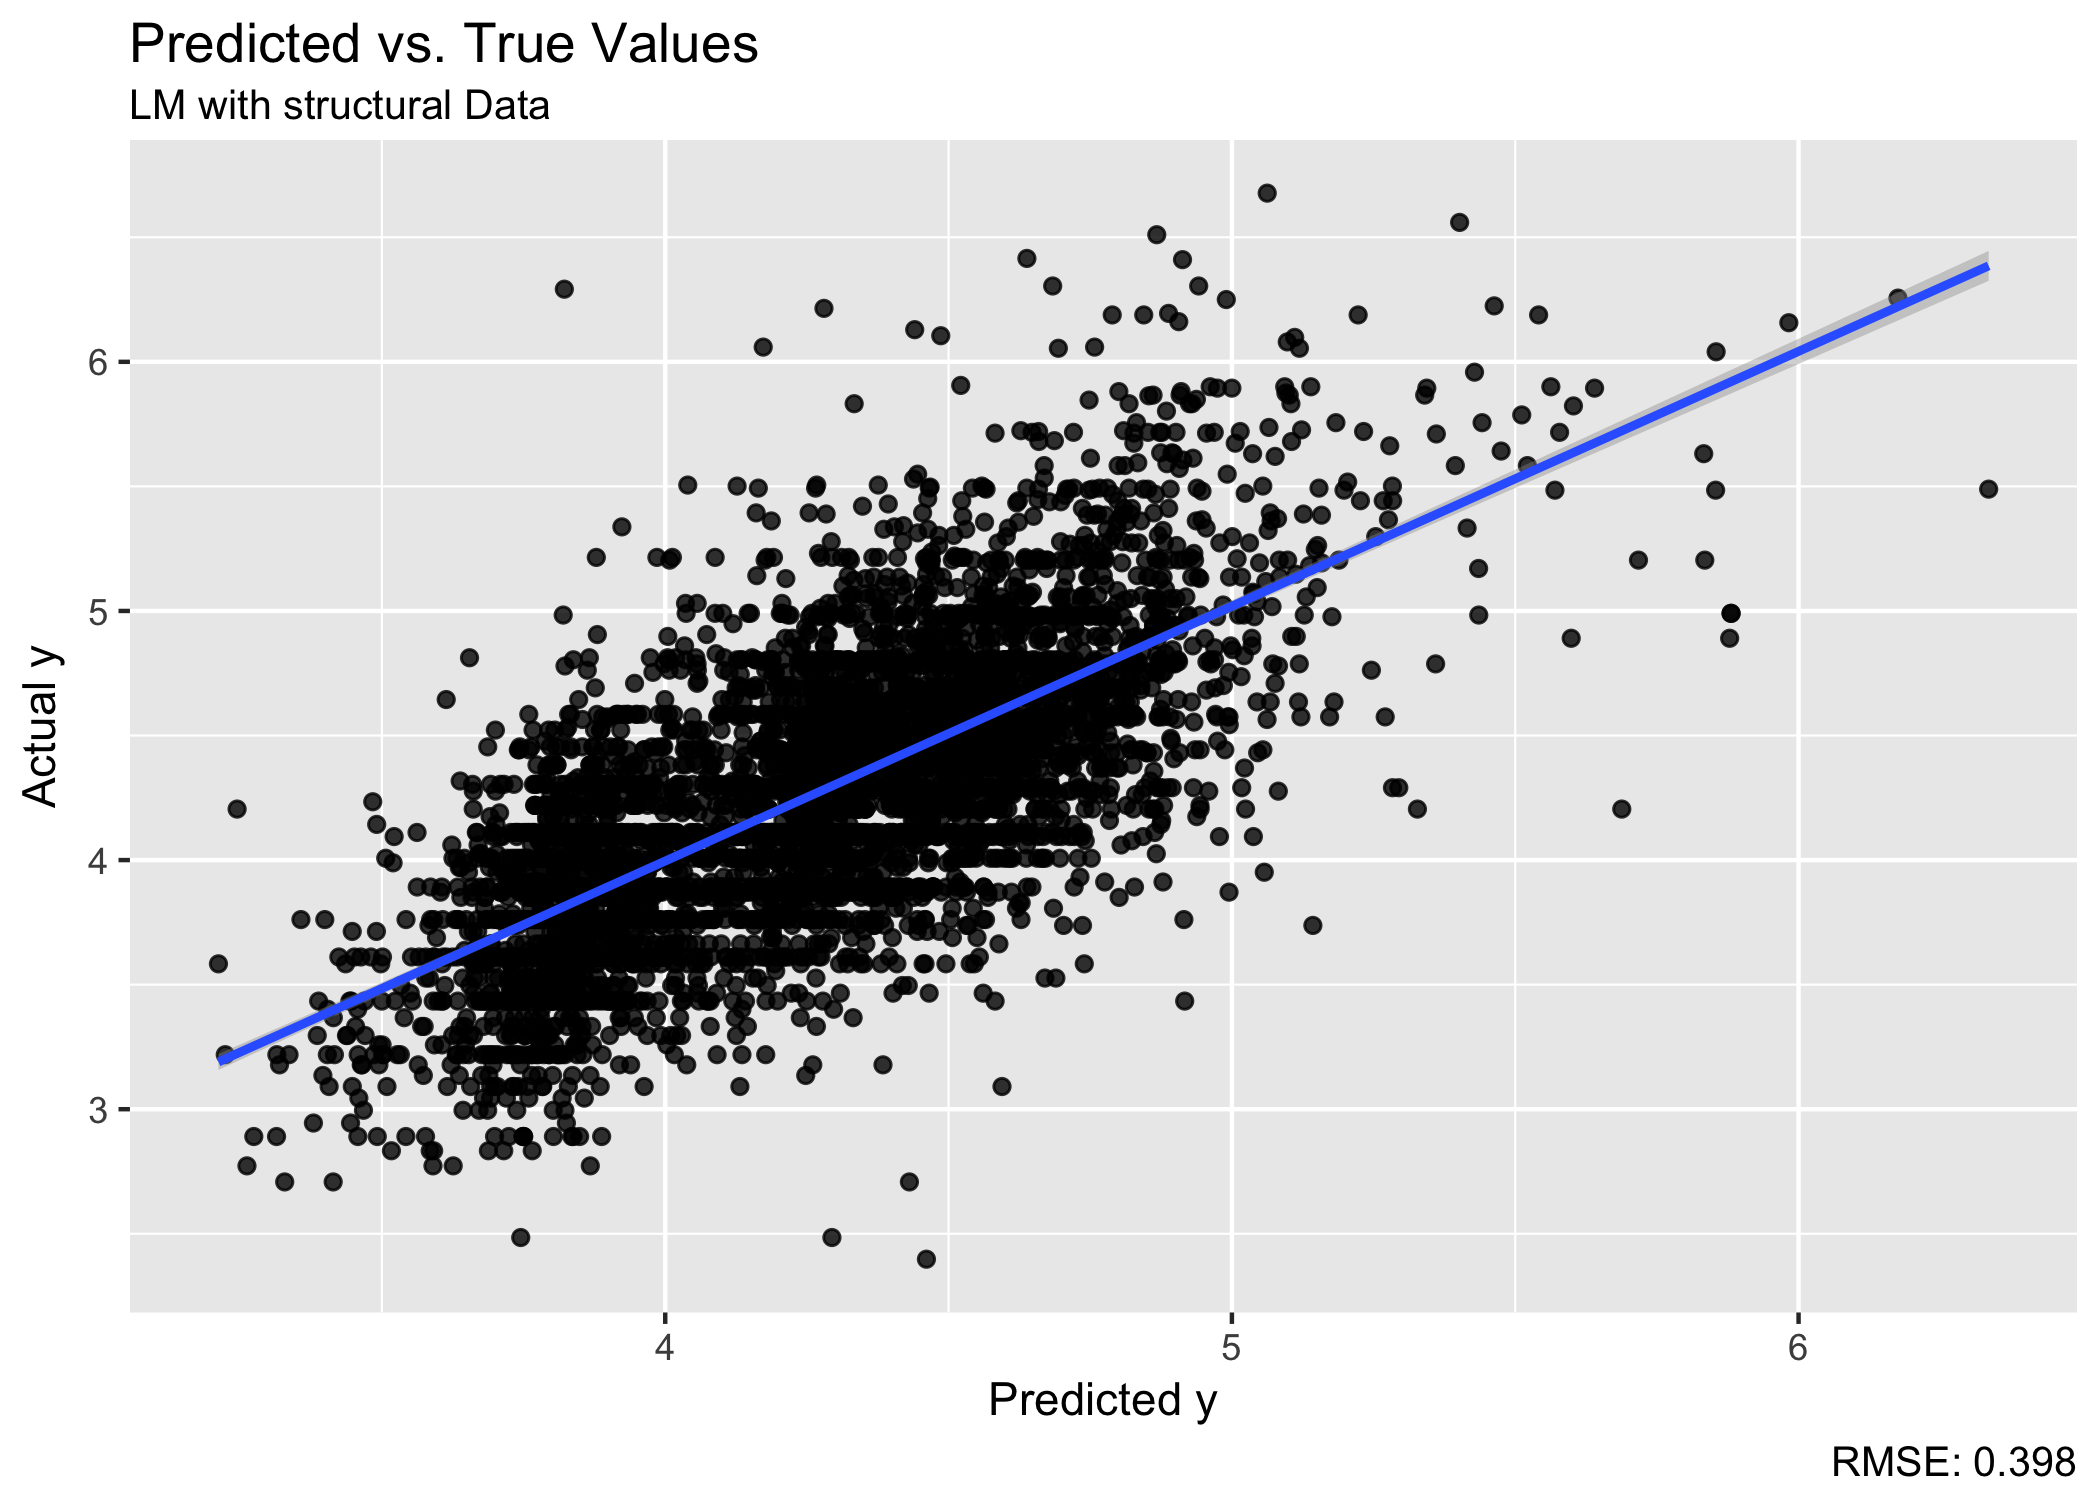 Predicted vs. True Values
LM with structural Data
Actual y
6
5
4
3
4
5
6
Predicted y
RMSE: 0.398